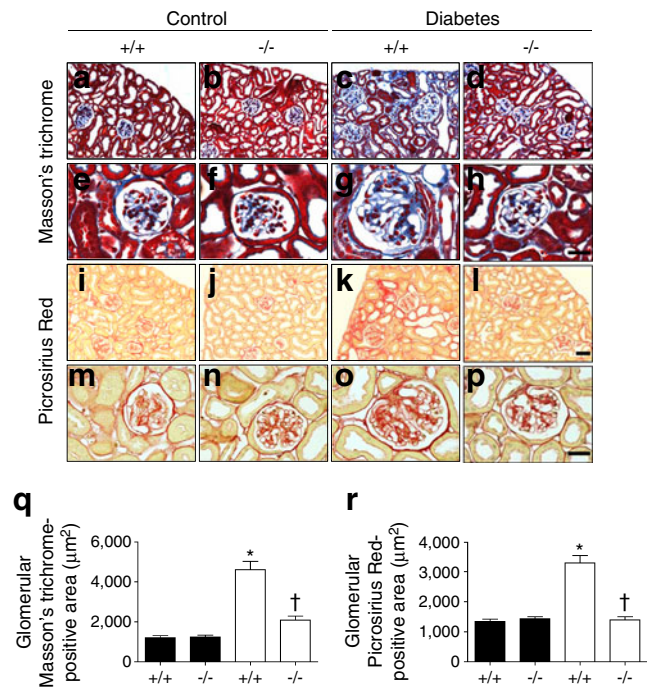 Control Diabetes
+/+ -/- +/+ -/-
Masson's trichrome
a b c d
e f g h
Picrosirius Red
i j k l
m n o p
q
Glomerular
Masson's trichrome-
positive area (μm2)
6,000
4,000
2,000
0
*
†
+/+ -/- +/+ -/-
r
Glomerular
Picrosirius Red-
positive area (μm2)
4,000
3,000
2,000
1,000
0
*
†
+/+ -/- +/+ -/-